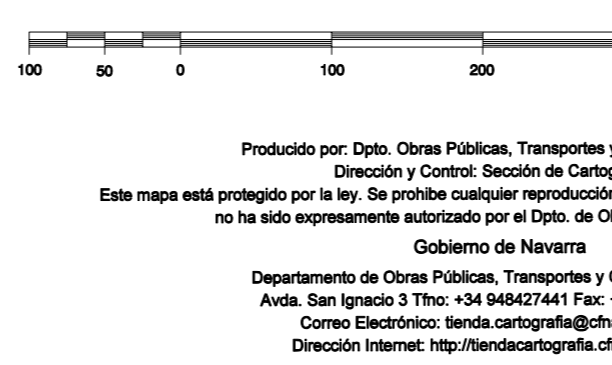 100 50 0 100 200
Producido por: Dpto. Obras Públicas, Transportes y
Dirección y Control: Sección de Cartog
Este mapa está protegido por la ley. Se prohibe cualquier reproducción
no ha sido expresamente autorizado por el Dpto. de Ob
Gobierno de Navarra
Departamento de Obras Públicas, Transportes y C
Avda. San Ignacio 3 Tfno: +34 948427441 Fax: +
Correo Electrónico: tienda.cartografia@cfna
Dirección Internet: http://tiendacartografia.cfn